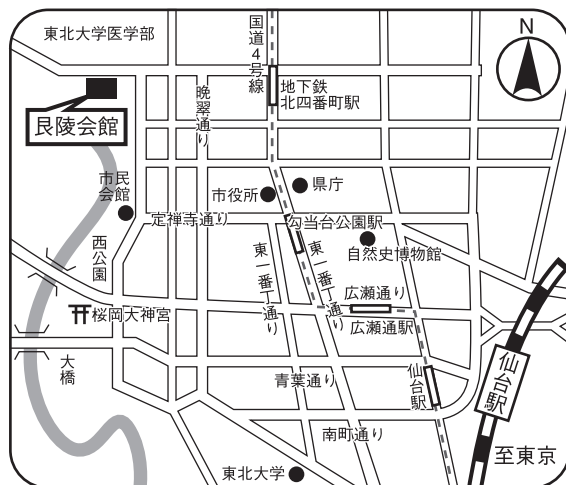 東北大学医学部
国道4号線
N
地下鉄
北四番町駅
晩翠通り
艮陵会館
市民
会館
市役所
県庁
定禅寺通り
勾当台公園駅
自然史博物館
西公園
東一番丁通り
東一番丁通り
広瀬通り
桜岡大神宮
広瀬通駅
大橋
青葉通り
仙台駅
仙台駅
南町通り
至東京
東北大学